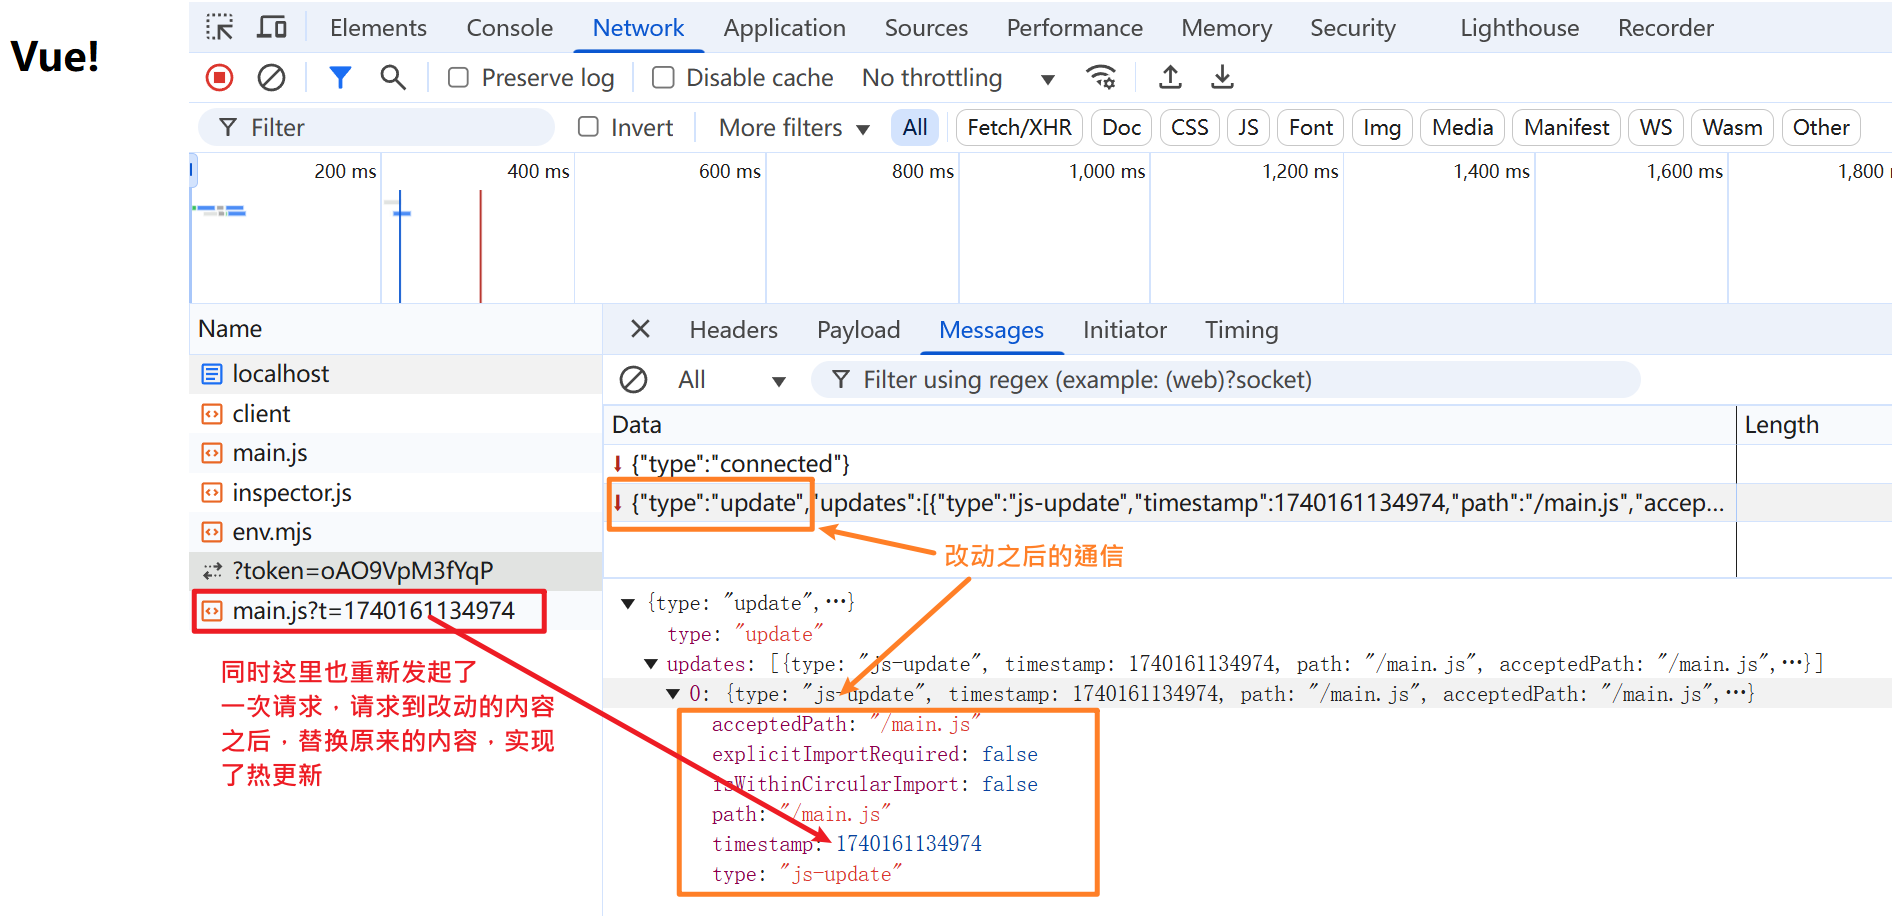 Vue!
Elements Console Network Application Sources Performance Memory Security Lighthouse Recorder
Preserve log Disable cache No throttling
Filter Invert More filters All Fetch/XHR Doc CSS JS Font Img Media Manifest WS Wasm Other
200 ms 400 ms 600 ms 800 ms 1,000 ms 1,200 ms 1,400 ms 1,600 ms 1,800
Name
localhost
client
main.js
inspector.js
env.mjs
?token=oAO9VpM3fYqP
main.js?t=1740161134974
同时这里也重新发起了
一次请求，请求到改动的内容
之后，替换原来的内容，实现
了热更新
Headers Payload Messages Initiator Timing
All Filter using regex (example: (web)?socket)
Data Length
{"type":"connected"}
{"type":"update","updates":[{"type":"js-update","timestamp":1740161134974,"path":"/main.js","accep...
改动之后的通信
{type: "update",…}
type: "update"
updates: [{type: "js-update", timestamp: 1740161134974, path: "/main.js", acceptedPath: "/main.js",…}]
0: {type: "js-update", timestamp: 1740161134974, path: "/main.js", acceptedPath: "/main.js",…}
acceptedPath: "/main.js"
explicitImportRequired: false
isWithinCircularImport: false
path: "/main.js"
timestamp: 1740161134974
type: "js-update"